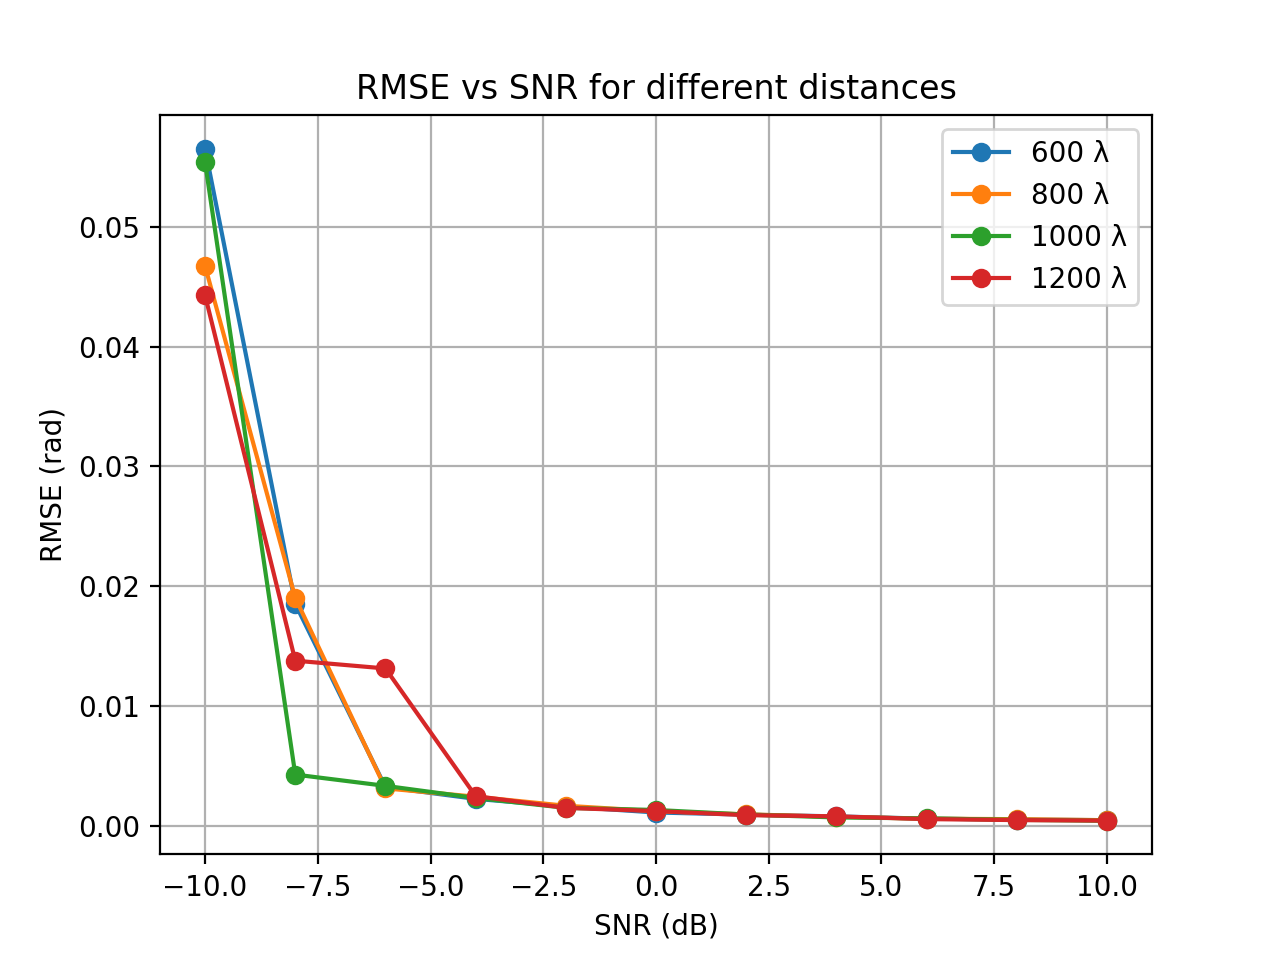 RMSE vs SNR for different distances
600 λ
800 λ
1000 λ
1200 λ
RMSE (rad)
0.05
0.04
0.03
0.02
0.01
0.00
−10.0 −7.5 −5.0 −2.5 0.0 2.5 5.0 7.5 10.0
SNR (dB)